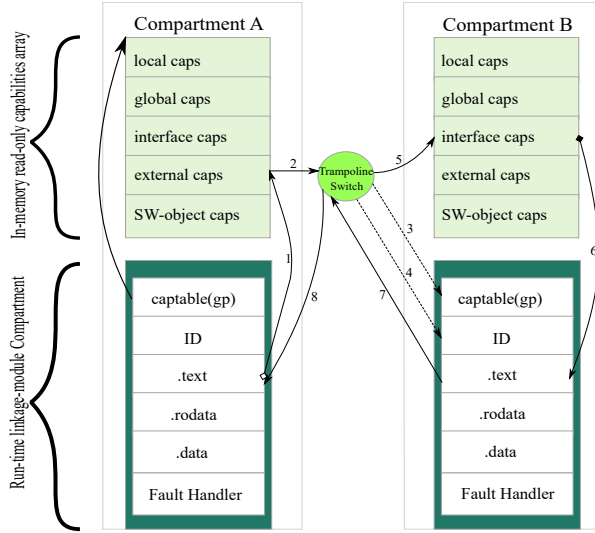 Compartment A
Compartment B
In-memory read-only capabilities array
local caps
global caps
interface caps
external caps
SW-object caps
2
Trampoline
Switch
5
local caps
global caps
interface caps
external caps
SW-object caps
1
8
3
4
7
6
Run-time linkage-module Compartment
captable(gp)
ID
.text
.rodata
.data
Fault Handler
captable(gp)
ID
.text
.rodata
.data
Fault Handler